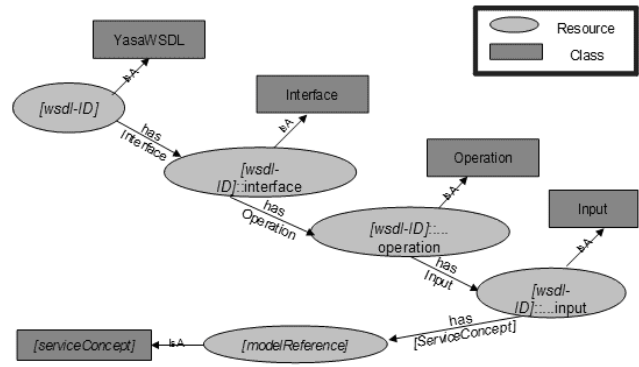 YasaWSDL
Resource
Class
IsA
[wsdl-ID]
Interface
has
Interface
IsA
[wsdl-
ID]::interface
Operation
has
Operation
IsA
[wsdl-ID]::...
operation
Input
has
Input
IsA
[wsdl-
ID]::...input
has
[ServiceConcept]
[serviceConcept]
IsA
[modelReference]